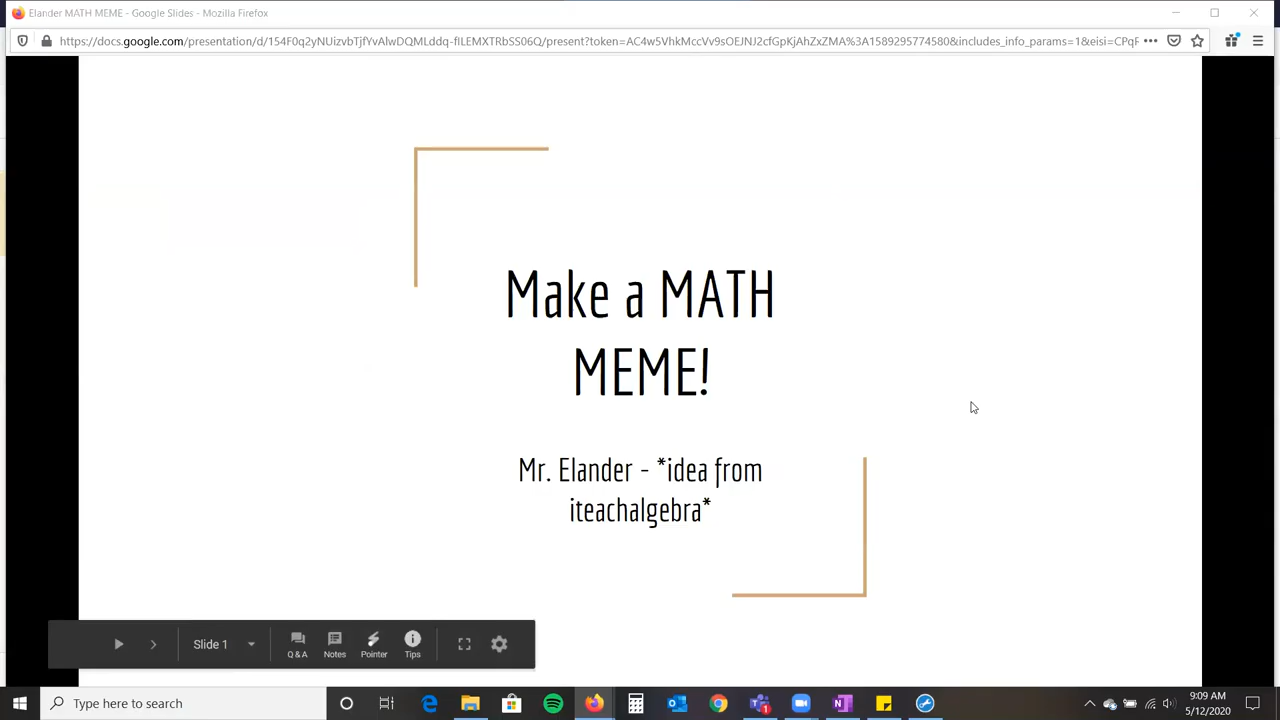 Elander MATH MEME - Google Slides - Mozilla Firefox
https://docs.google.com/presentation/d/154F0q2yNUizvbTjfYvAlwDQMLddq-fILEMXTRbSS06Q/present?token=AC4w5VhkMccVv9sOEJNJ2cfGpKjAhZxZMA%3A1589295774580&includes_info_params=1&eisi=CPqF
Make a MATH
MEME!
Mr. Elander - *idea from
iteachalgebra*
Slide 1
Q & A
Notes
Pointer
Tips
Type here to search
1
9:09 AM
5/12/2020